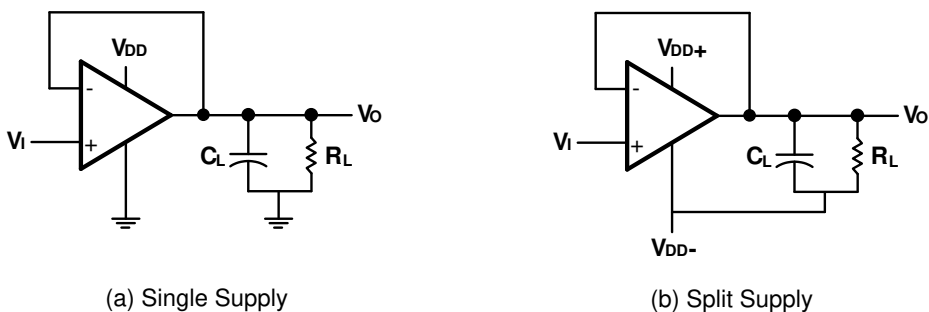 VDD
-
VI
+
VO
CL
RL
(a) Single Supply
VDD+
-
VI
+
VO
CL
RL
VDD-
(b) Split Supply